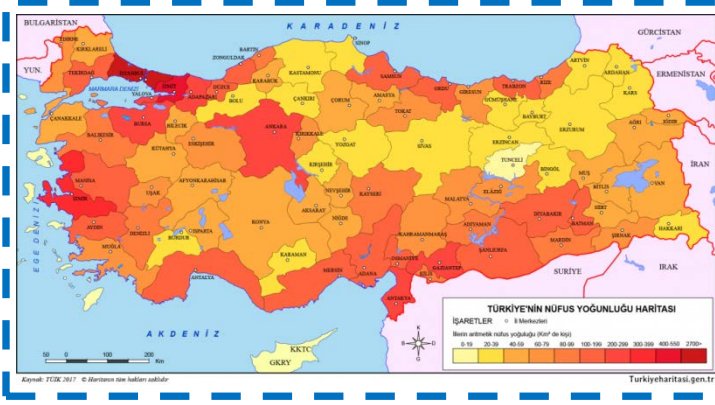 KARADENİZ
BULGARİSTAN
GÜRCİSTAN
ERMENİSTAN
YUN.
İRAN
IRAK
SURİYE
EGE DENİZİ
MARMARA DENİZİ
AKDENİZ
KKTC
GKRY
EDİRNE
KIRKLARELİ
TEKİRDAĞ
İSTANBUL
YALOVA
İZMİT
ADAPAZARI
DÜZCE
BOLU
ZONGULDAK
BARTIN
KARABÜK
KASTAMONU
SİNOP
SAMSUN
ORDU
GİRESUN
TRABZON
RİZE
ARTVİN
ARDAHAN
KARS
IĞDIR
AĞRI
ERZURUM
BAYBURT
GÜMÜŞHANE
ERZİNCAN
TUNCELİ
BİNGÖL
MUŞ
BİTLİS
VAN
HAKKARİ
ŞIRNAK
SİİRT
BATMAN
MARDİN
DİYARBAKIR
ELAZIĞ
MALATYA
ADIYAMAN
ŞANLIURFA
GAZİANTEP
KİLİS
KAHRAMANMARAŞ
OSMANİYE
ANTAKYA
ADANA
MERSİN
KARAMAN
KONYA
NİĞDE
AKSARAY
NEVŞEHİR
KAYSERİ
SİVAS
TOKAT
AMASYA
ÇORUM
YOZGAT
KIRŞEHİR
KIRIKKALE
ÇANKIRI
ANKARA
ESKİŞEHİR
BİLECİK
BURSA
BALIKESİR
ÇANAKKALE
KÜTAHYA
MANİSA
İZMİR
UŞAK
AFYONKARAHİSAR
AYDIN
DENİZLİ
MUĞLA
BURDUR
ISPARTA
ANTALYA
K
B
D
G
50 0 100 200
Km
TÜRKİYE'NİN NÜFUS YOĞUNLUĞU HARİTASI
İŞARETLER ○ İl Merkezleri
İllerin aritmetik nüfus yoğunluğu (Km² de kişi)
0-19 20-39 40-59 60-79 80-99 100-199 200-299 300-399 400-550 2700+
Kaynak: TÜİK 2017 © Haritanın tüm hakları saklıdır
Turkiyeharitasi.gen.tr